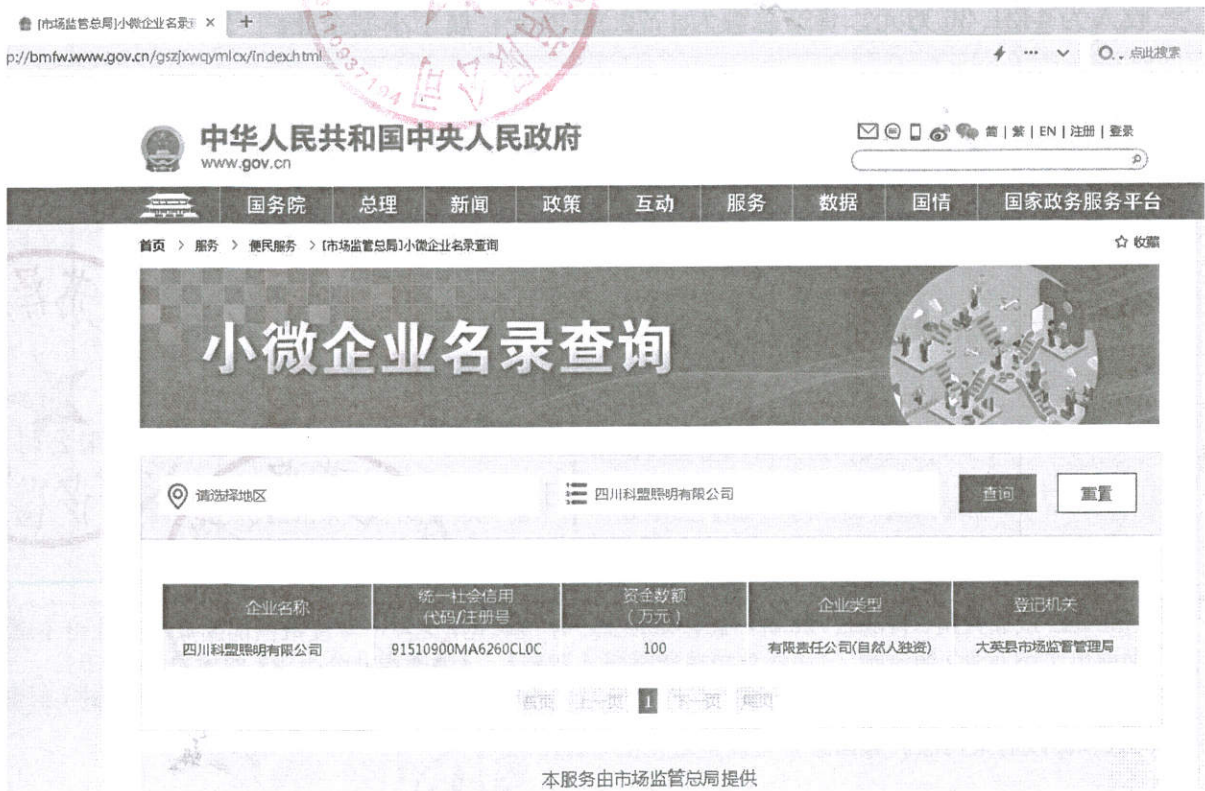 [市场监管总局]小微企业名录 × +
p://bmfw.www.gov.cn/gszjxwqymlcx/index.html
点此搜索
10937194
中华人民共和国中央人民政府
www.gov.cn
简 | 繁 | EN | 注册 | 登录
国务院 总理 新闻 政策 互动 服务 数据 国情 国家政务服务平台
首页 > 服务 > 便民服务 > [市场监管总局]小微企业名录查询
收藏
小微企业名录查询
请选择地区 四川科盟照明有限公司 查询 重置
企业名称 统一社会信用代码/注册号 资金数额(万元) 企业类型 登记机关
四川科盟照明有限公司 91510900MA6260CL0C 100 有限责任公司(自然人独资) 大英县市场监督管理局
首页 上一页 1 下一页 尾页
本服务由市场监管总局提供